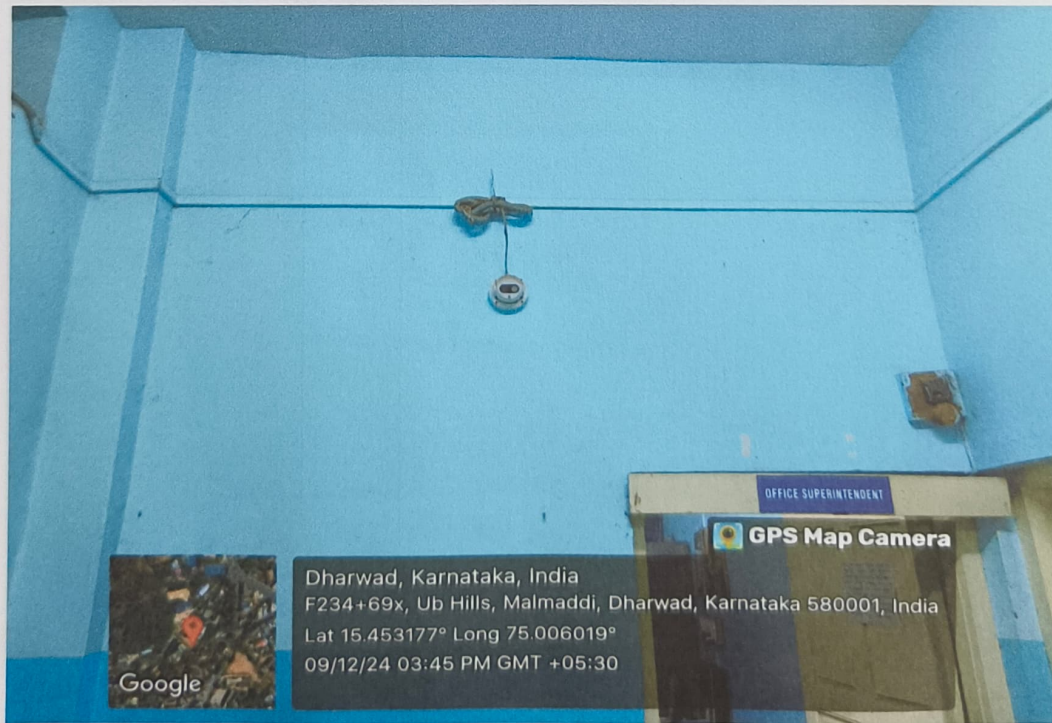 OFFICE SUPERINTENDENT
GPS Map Camera
Dharwad, Karnataka, India
F234+69x, Ub Hills, Malmaddi, Dharwad, Karnataka 580001, India
Lat 15.453177° Long 75.006019°
09/12/24 03:45 PM GMT +05:30
Google